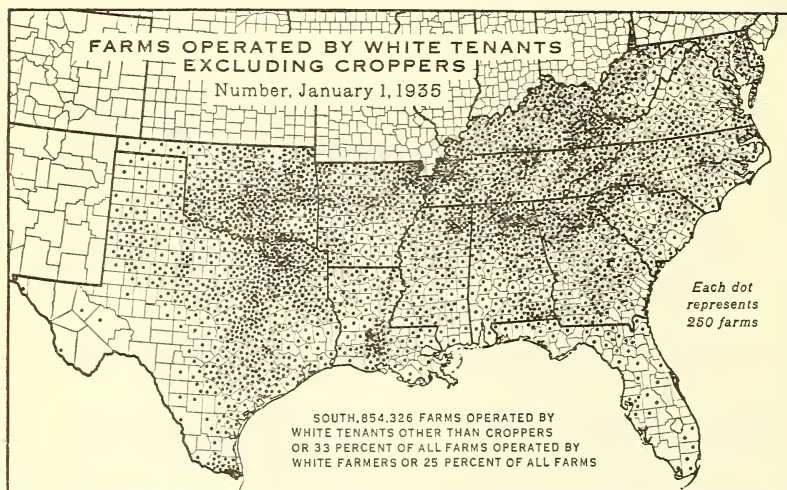 FARMS OPERATED BY WHITE TENANTS
EXCLUDING CROPPERS
Number, January 1, 1935
Each dot
represents
250 farms
SOUTH, 854,326 FARMS OPERATED BY
WHITE TENANTS OTHER THAN CROPPERS
OR 33 PERCENT OF ALL FARMS OPERATED BY
WHITE FARMERS OR 25 PERCENT OF ALL FARMS